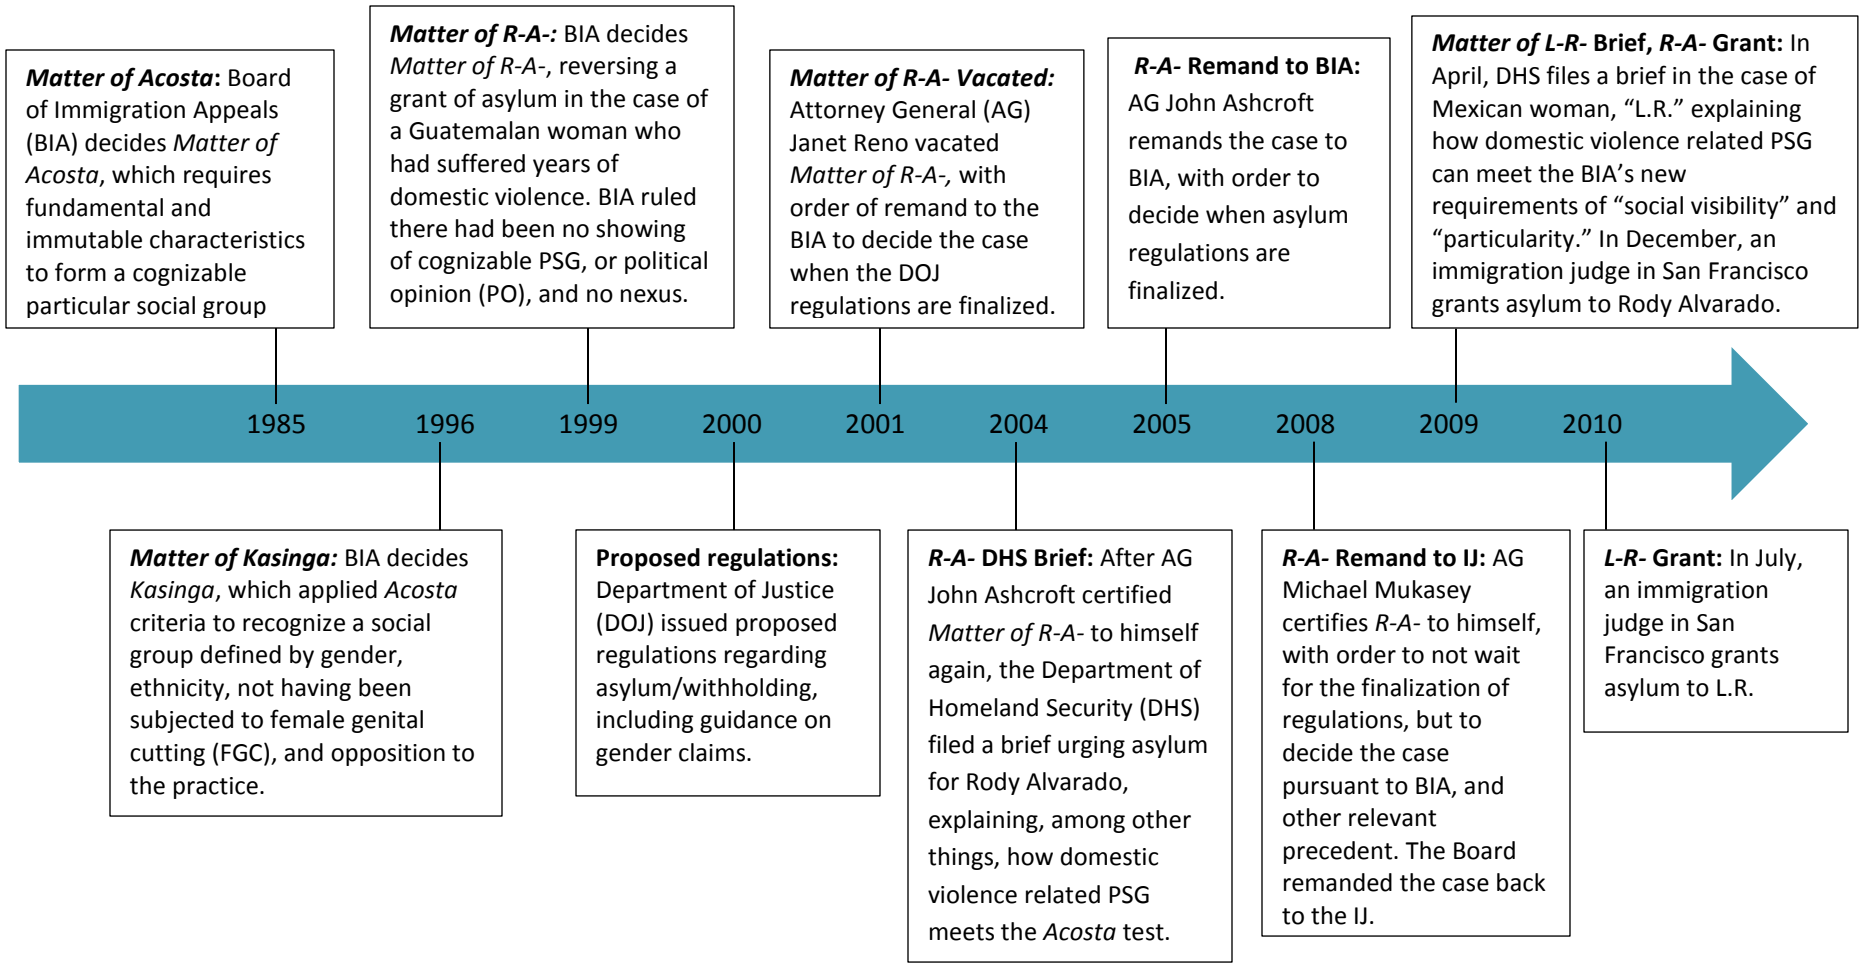 Matter of Acosta: Board
of Immigration Appeals
(BIA) decides Matter of
Acosta, which requires
fundamental and
immutable characteristics
to form a cognizable
particular social group
Matter of R-A-: BIA decides
Matter of R-A-, reversing a
grant of asylum in the case of
a Guatemalan woman who
had suffered years of
domestic violence. BIA ruled
there had been no showing
of cognizable PSG, or political
opinion (PO), and no nexus.
Matter of R-A- Vacated:
Attorney General (AG)
Janet Reno vacated
Matter of R-A-, with
order of remand to the
BIA to decide the case
when the DOJ
regulations are finalized.
R-A- Remand to BIA:
AG John Ashcroft
remands the case to
BIA, with order to
decide when asylum
regulations are
finalized.
Matter of L-R- Brief, R-A- Grant: In
April, DHS files a brief in the case of
Mexican woman, “L.R.” explaining
how domestic violence related PSG
can meet the BIA’s new
requirements of “social visibility” and
“particularity.” In December, an
immigration judge in San Francisco
grants asylum to Rody Alvarado.
1985 1996 1999 2000 2001 2004 2005 2008 2009 2010
Matter of Kasinga: BIA decides
Kasinga, which applied Acosta
criteria to recognize a social
group defined by gender,
ethnicity, not having been
subjected to female genital
cutting (FGC), and opposition to
the practice.
Proposed regulations:
Department of Justice
(DOJ) issued proposed
regulations regarding
asylum/withholding,
including guidance on
gender claims.
R-A- DHS Brief: After AG
John Ashcroft certified
Matter of R-A- to himself
again, the Department of
Homeland Security (DHS)
filed a brief urging asylum
for Rody Alvarado,
explaining, among other
things, how domestic
violence related PSG
meets the Acosta test.
R-A- Remand to IJ: AG
Michael Mukasey
certifies R-A- to himself,
with order to not wait
for the finalization of
regulations, but to
decide the case
pursuant to BIA, and
other relevant
precedent. The Board
remanded the case back
to the IJ.
L-R- Grant: In July,
an immigration
judge in San
Francisco grants
asylum to L.R.